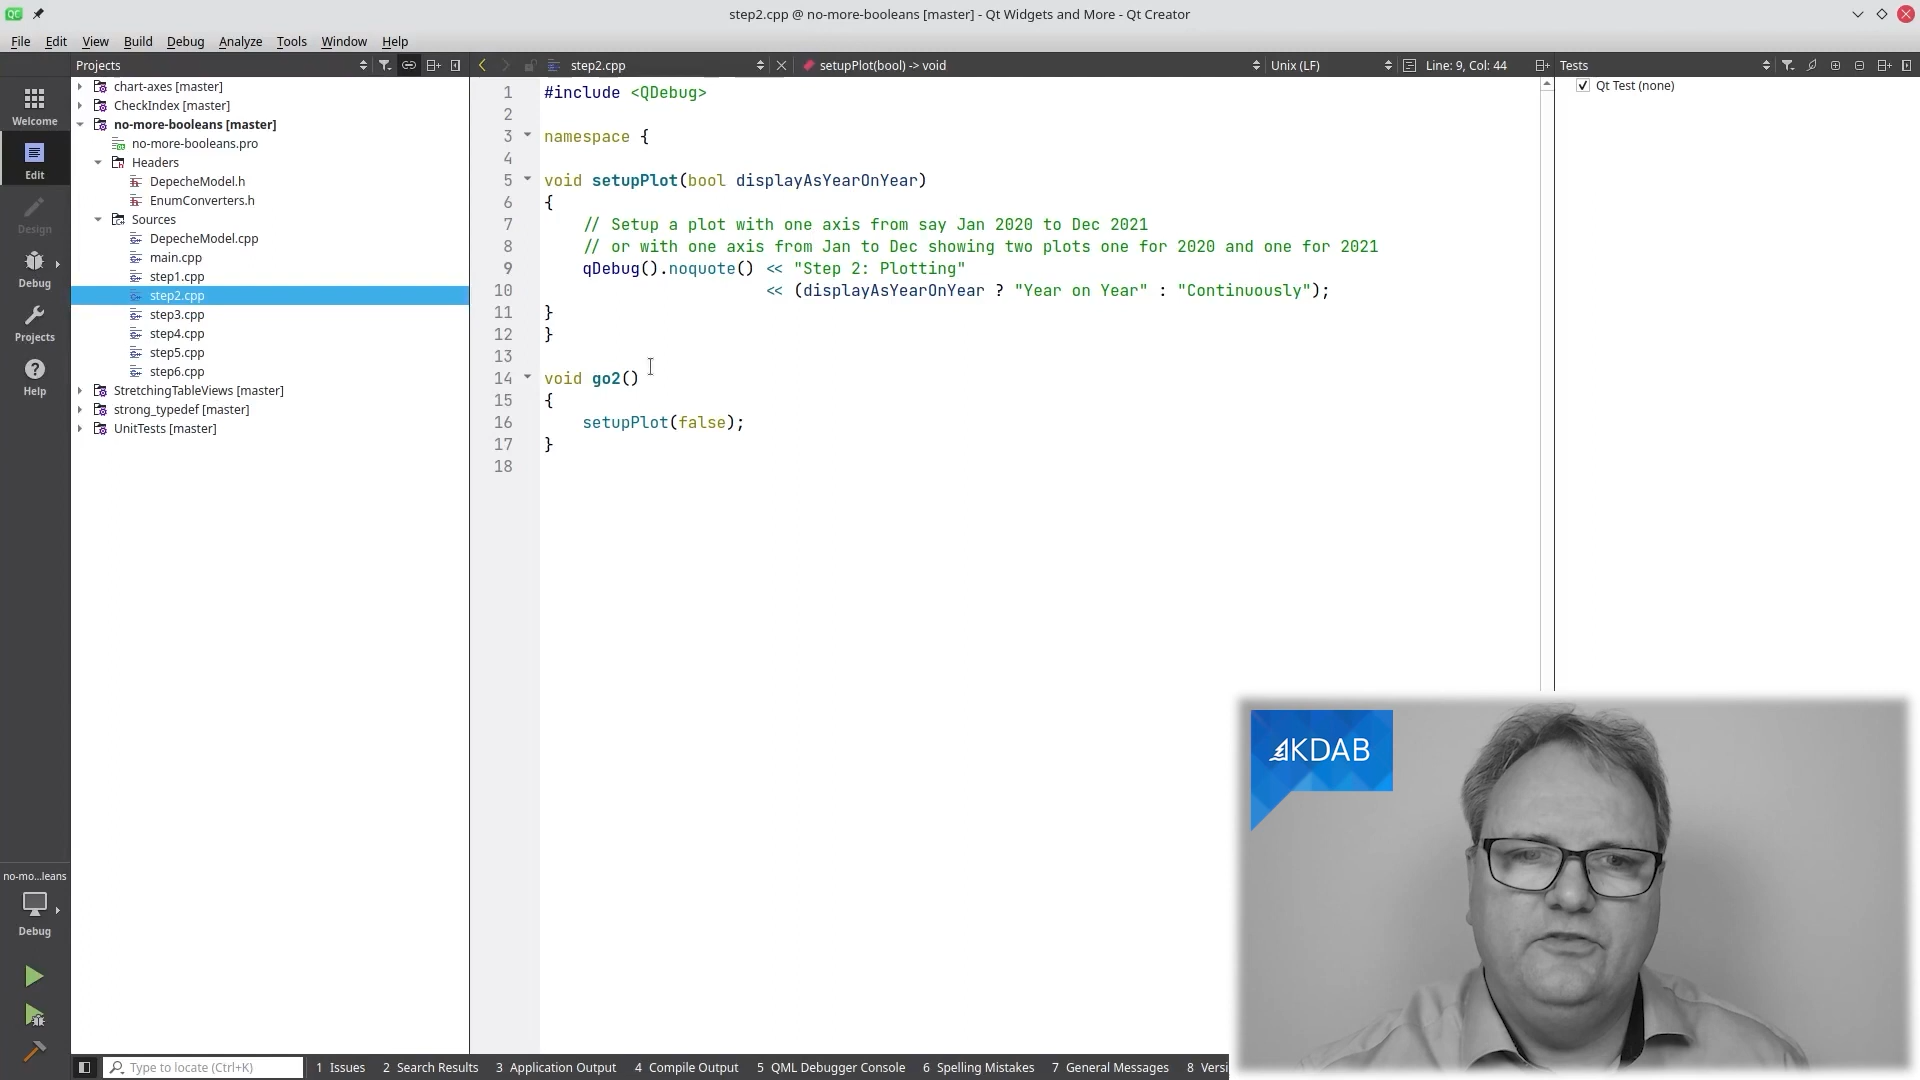 step2.cpp @ no-more-booleans [master] - Qt Widgets and More - Qt Creator
File Edit View Build Debug Analyze Tools Window Help
Projects
step2.cpp
setupPlot(bool) -> void
Unix (LF)
Line: 9, Col: 44
Tests
Welcome
Edit
Design
Debug
Projects
Help
no-mo...leans
Debug
chart-axes [master]
CheckIndex [master]
no-more-booleans [master]
no-more-booleans.pro
Headers
DepecheModel.h
EnumConverters.h
Sources
DepecheModel.cpp
main.cpp
step1.cpp
step2.cpp
step3.cpp
step4.cpp
step5.cpp
step6.cpp
StretchingTableViews [master]
strong_typedef [master]
UnitTests [master]
1 #include <QDebug>
2
3 namespace {
4
5 void setupPlot(bool displayAsYearOnYear)
6 {
7 // Setup a plot with one axis from say Jan 2020 to Dec 2021
8 // or with one axis from Jan to Dec showing two plots one for 2020 and one for 2021
9 qDebug().noquote() << "Step 2: Plotting"
10 << (displayAsYearOnYear ? "Year on Year" : "Continuously");
11 }
12 }
13
14 void go2()
15 {
16 setupPlot(false);
17 }
18
Qt Test (none)
KDAB
Type to locate (Ctrl+K)
1 Issues 2 Search Results 3 Application Output 4 Compile Output 5 QML Debugger Console 6 Spelling Mistakes 7 General Messages 8 Versi